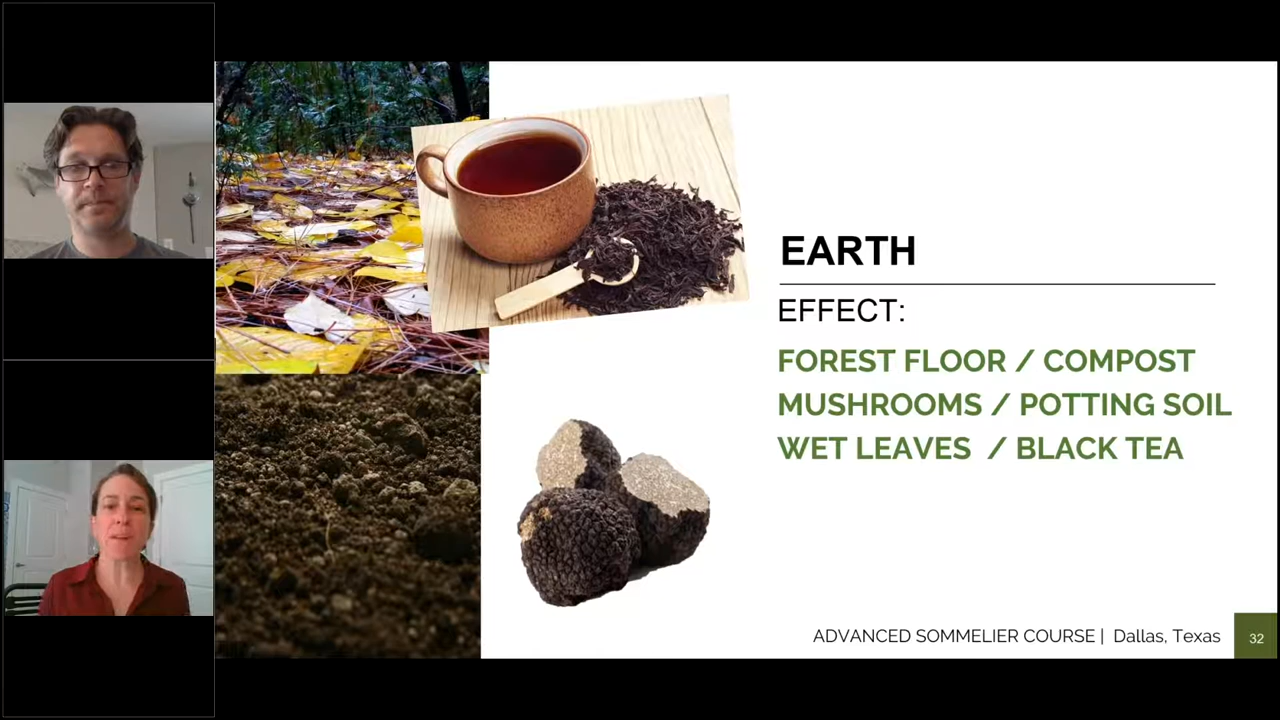 EARTH
EFFECT:
FOREST FLOOR / COMPOST
MUSHROOMS / POTTING SOIL
WET LEAVES / BLACK TEA
ADVANCED SOMMELIER COURSE | Dallas, Texas
32